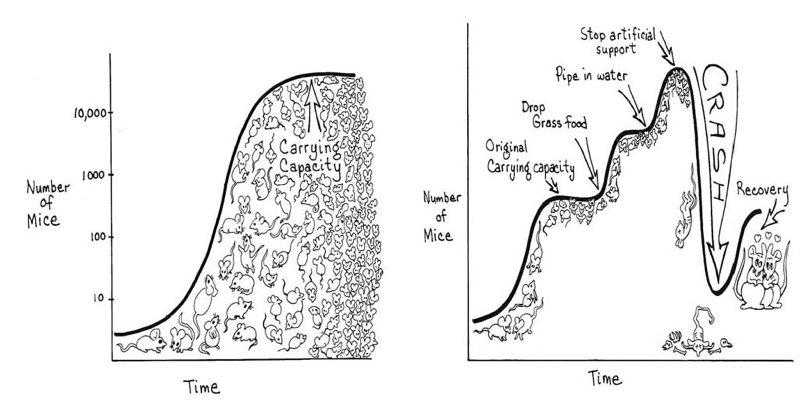 Number
of
Mice
10,000
1000
100
10
Carrying
Capacity
Time
Number
of
Mice
Original
Carrying capacity
Drop
Grass food
Pipe in water
Stop artificial
support
CRASH
Recovery
Time